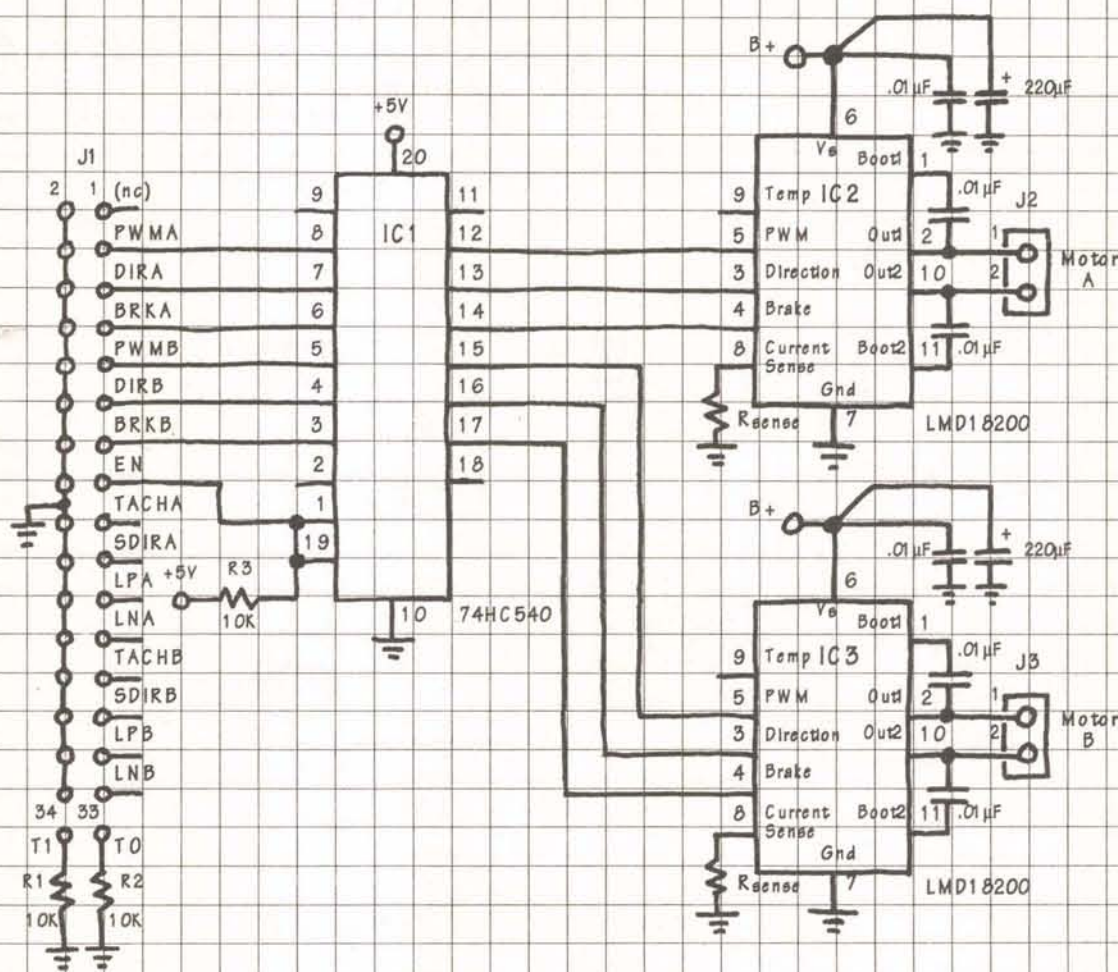 J1
2 1 (nc)
PWMA
DIRA
BRKA
PWMB
DIRB
BRKB
EN
TACHA
SDIRA
LPA
LNA
TACHB
SDIRB
LPB
LNB
34 33
T1 T0
R1 R2
10K 10K
+5V
R3
10K
+5V
20
IC1
9
8
7
6
5
4
3
2
1
19
10
11
12
13
14
15
16
17
18
74HC540
B+
.01µF
+
220µF
6
Vs
Boot1 1
9 Temp IC2
.01µF
5 PWM Out1 2
3 Direction Out2 10
4 Brake
8 Current Boot2 11
Sense
.01µF
Gnd
7
Rsense
LMD18200
J2
1
2
Motor
A
B+
.01µF
+
220µF
6
Vs
Boot1 1
9 Temp IC3
.01µF
5 PWM Out1 2
3 Direction Out2 10
4 Brake
8 Current Boot2 11
Sense
.01µF
Gnd
7
Rsense
LMD18200
J3
1
2
Motor
B